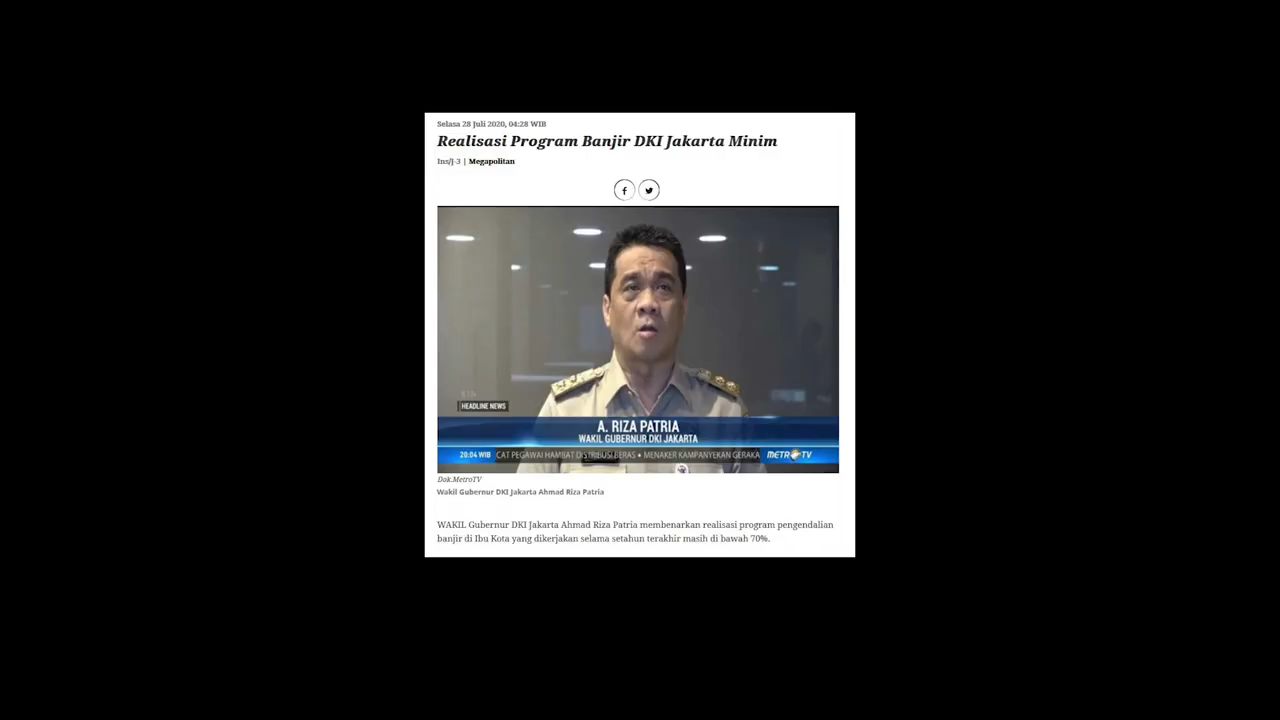 Selasa 28 Juli 2020, 04:28 WIB
Realisasi Program Banjir DKI Jakarta Minim
Ins/J-3 | Megapolitan
HEADLINE NEWS
A. RIZA PATRIA
WAKIL GUBERNUR DKI JAKARTA
20:04 WIB CAT PEGAWAI HAMBAT DISTRIBUSI BERAS • MENAKER KAMPANYEKAN GERAKA METRO TV
Dok.MetroTV
Wakil Gubernur DKI Jakarta Ahmad Riza Patria
WAKIL Gubernur DKI Jakarta Ahmad Riza Patria membenarkan realisasi program pengendalian
banjir di Ibu Kota yang dikerjakan selama setahun terakhir masih di bawah 70%.